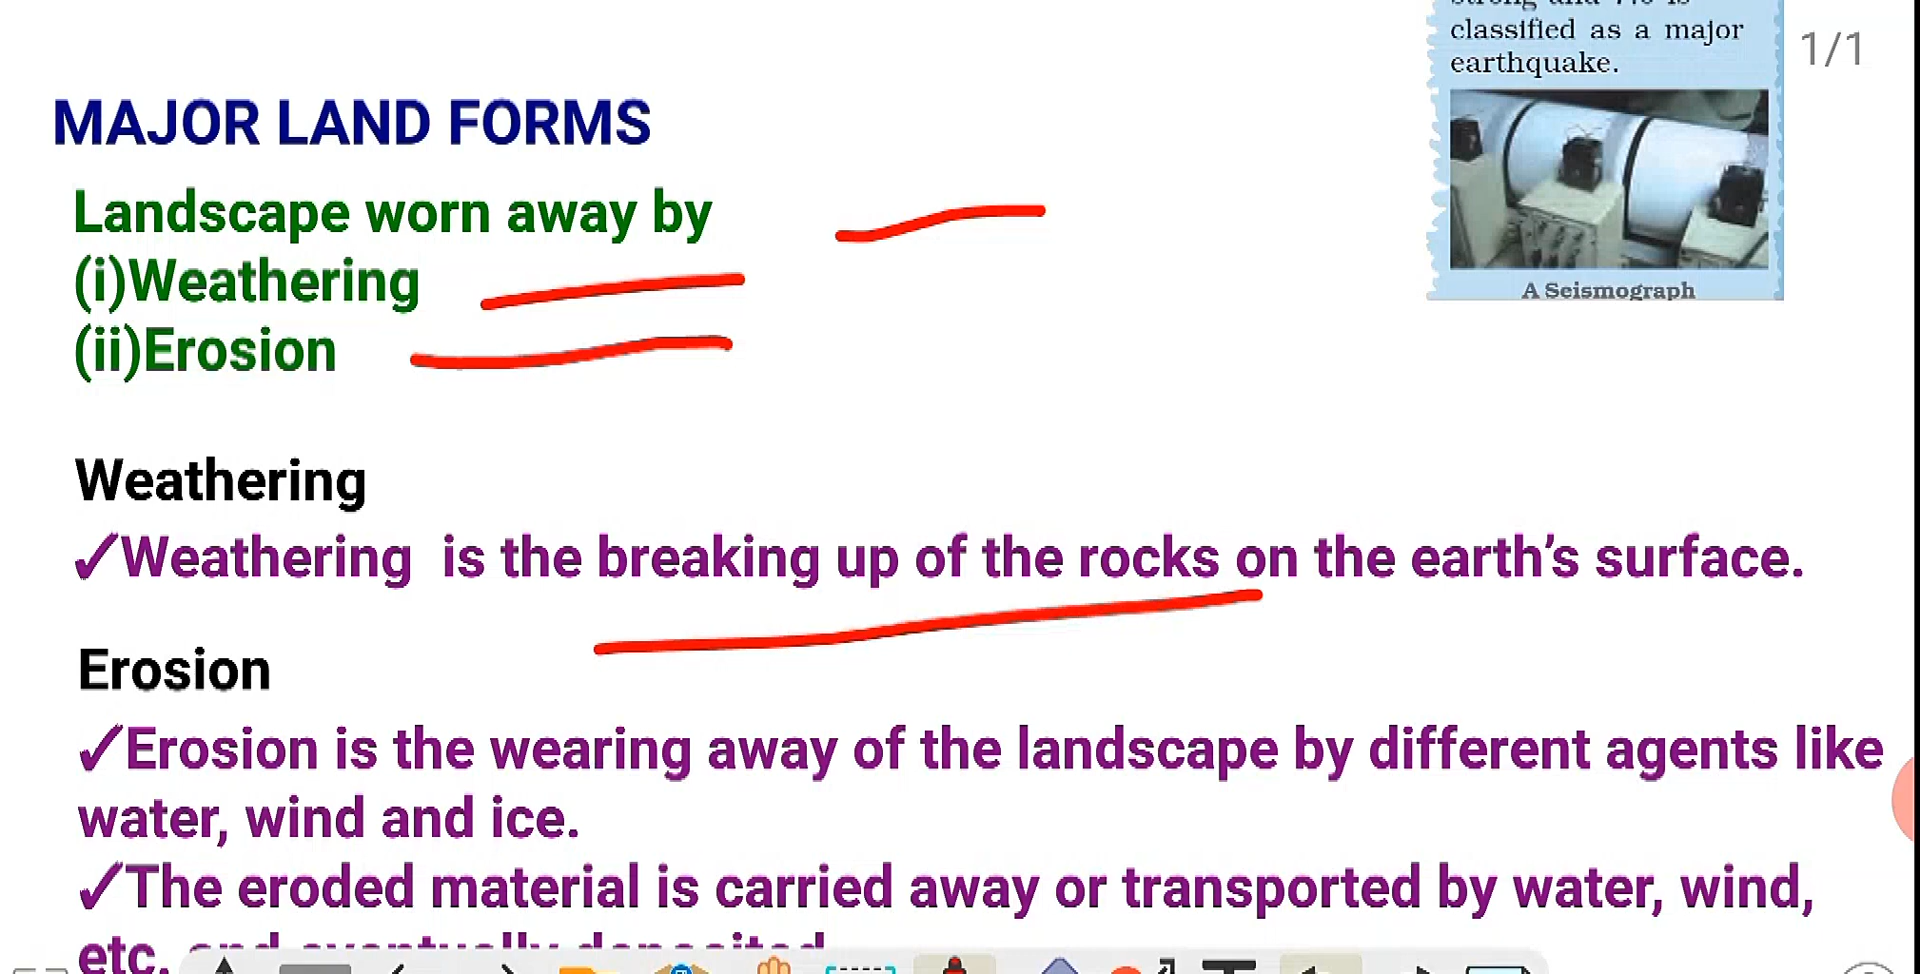 classified as a major
earthquake.
1/1
MAJOR LAND FORMS
Landscape worn away by
(i)Weathering
(ii)Erosion
A Seismograph
Weathering
✓Weathering is the breaking up of the rocks on the earth’s surface.
Erosion
✓Erosion is the wearing away of the landscape by different agents like
water, wind and ice.
✓The eroded material is carried away or transported by water, wind,
etc. and eventually deposited